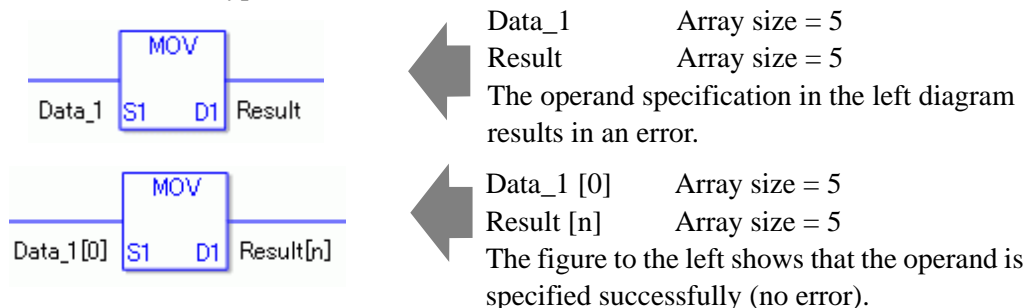 MOV
Data_1 S1 D1 Result
Data_1 Array size = 5
Result Array size = 5
The operand specification in the left diagram
results in an error.
MOV
Data_1[0] S1 D1 Result[n]
Data_1 [0] Array size = 5
Result [n] Array size = 5
The figure to the left shows that the operand is
specified successfully (no error).